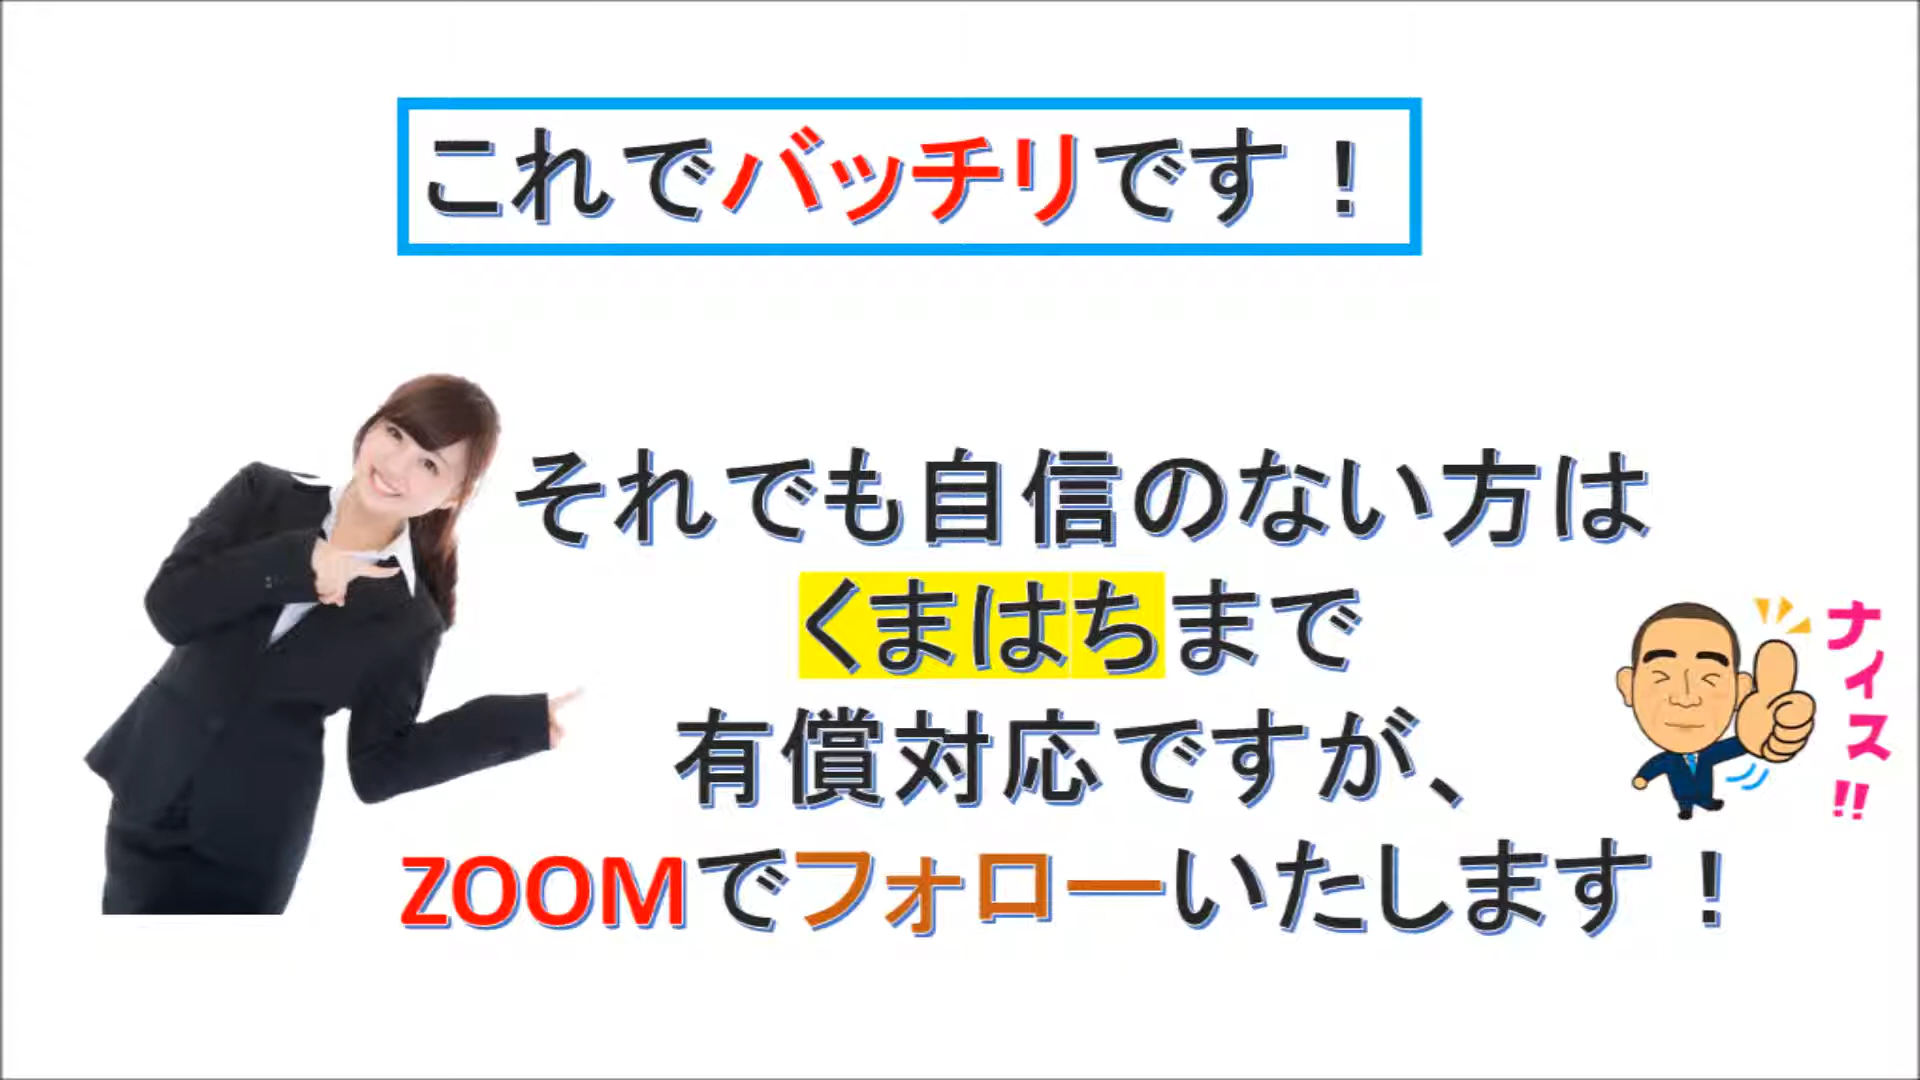 これでバッチリです！
それでも自信のない方は
くまはちまで
有償対応ですが、
ZOOMでフォローいたします！
ナイス!!